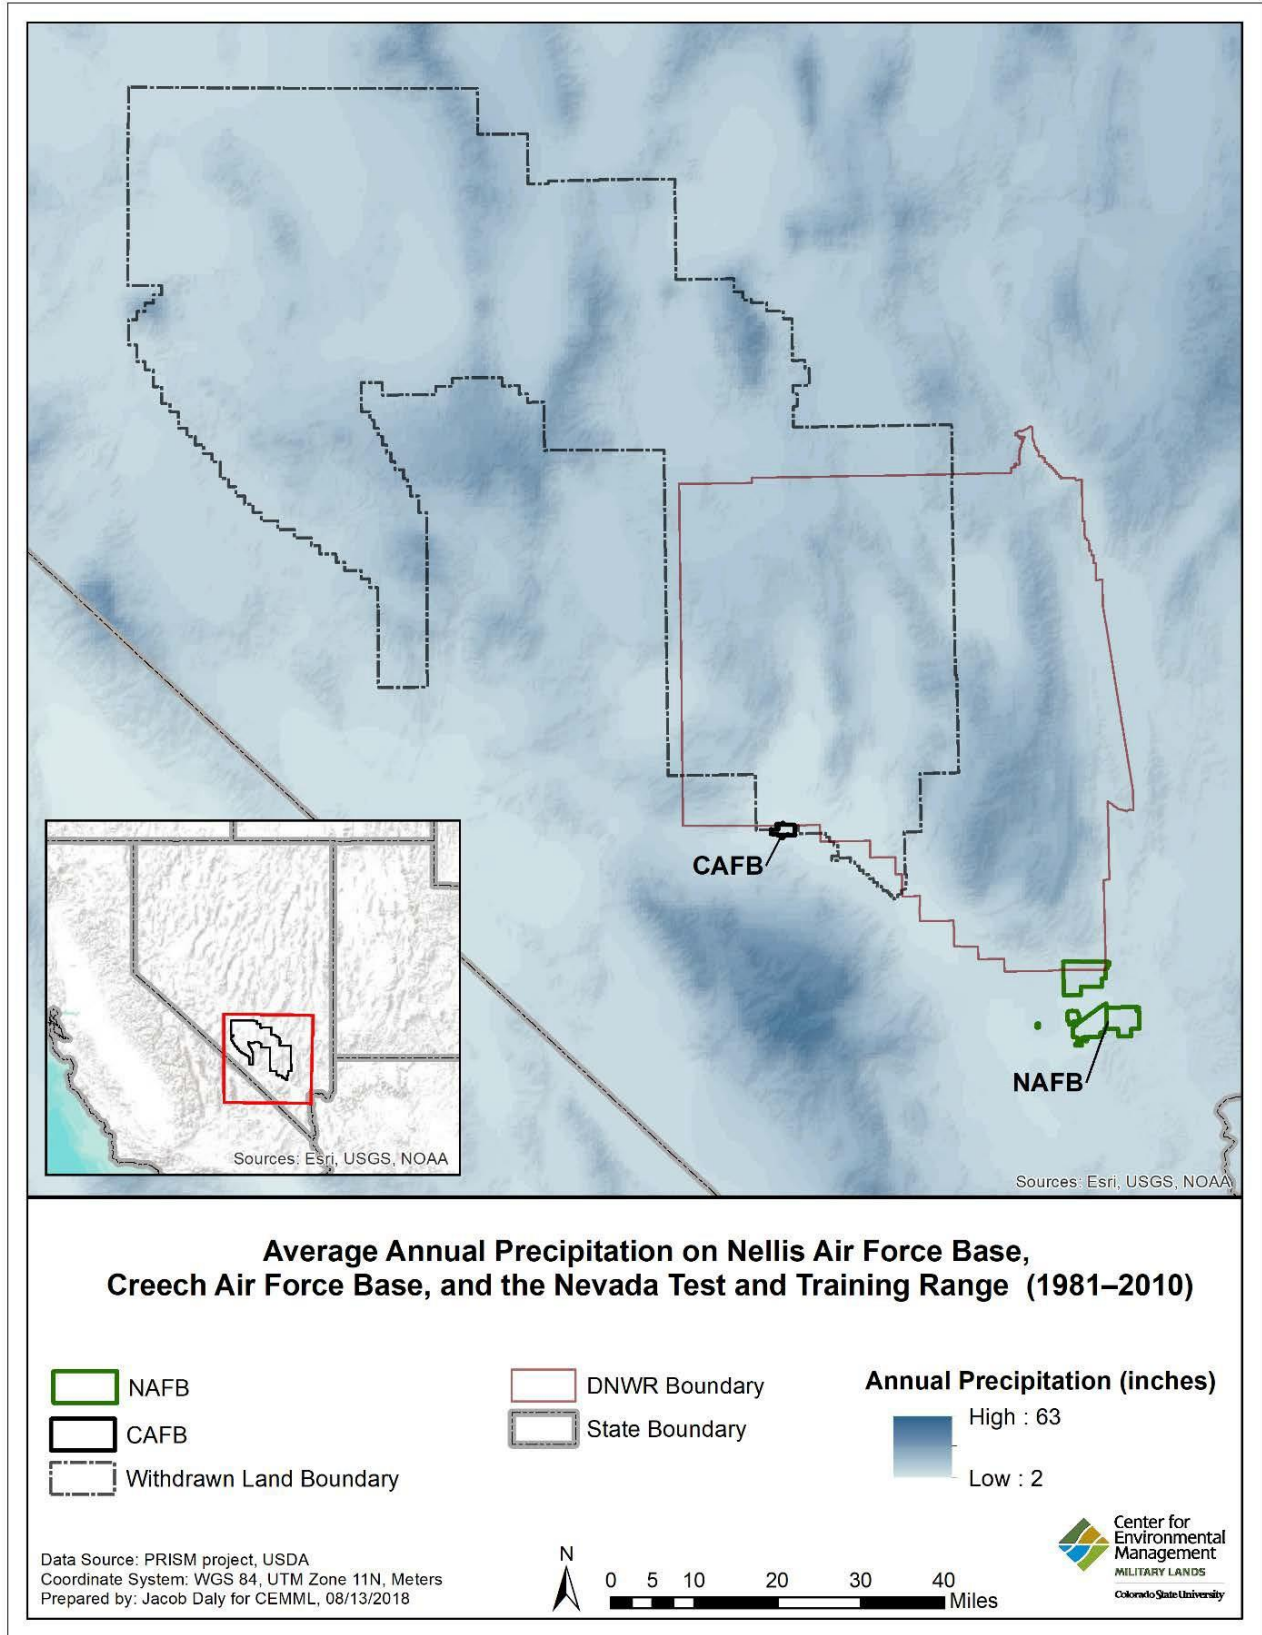 CAFB
NAFB
Sources: Esri, USGS, NOAA
Sources: Esri, USGS, NOAA
Average Annual Precipitation on Nellis Air Force Base,
Creech Air Force Base, and the Nevada Test and Training Range (1981–2010)
NAFB
CAFB
Withdrawn Land Boundary
DNWR Boundary
State Boundary
Annual Precipitation (inches)
High : 63
Low : 2
Data Source: PRISM project, USDA
Coordinate System: WGS 84, UTM Zone 11N, Meters
Prepared by: Jacob Daly for CEMML, 08/13/2018
N
0 5 10 20 30 40
Miles
Center for
Environmental
Management
MILITARY LANDS
Colorado State University